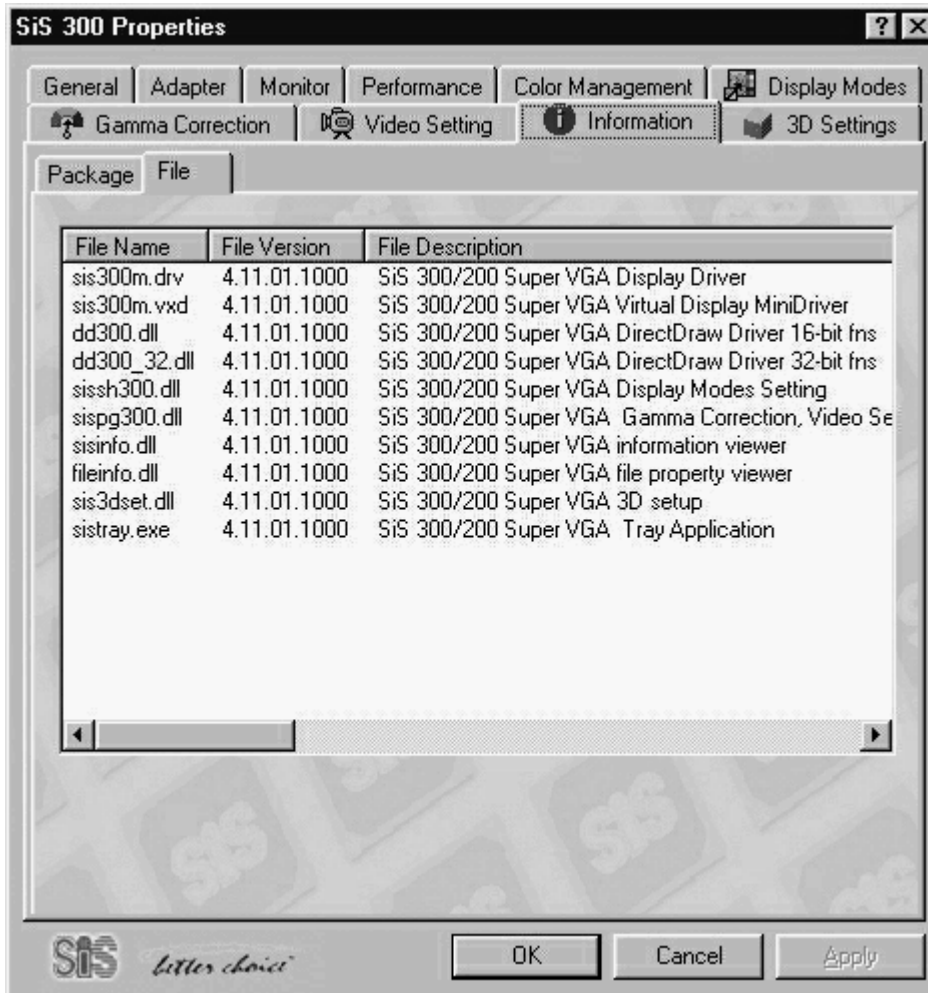 SiS 300 Properties
General Adapter Monitor Performance Color Management Display Modes
Gamma Correction Video Setting Information 3D Settings
Package File
File Name File Version File Description
sis300m.drv 4.11.01.1000 SiS 300/200 Super VGA Display Driver
sis300m.vxd 4.11.01.1000 SiS 300/200 Super VGA Virtual Display MiniDriver
dd300.dll 4.11.01.1000 SiS 300/200 Super VGA DirectDraw Driver 16-bit fns
dd300_32.dll 4.11.01.1000 SiS 300/200 Super VGA DirectDraw Driver 32-bit fns
sissh300.dll 4.11.01.1000 SiS 300/200 Super VGA Display Modes Setting
sispg300.dll 4.11.01.1000 SiS 300/200 Super VGA  Gamma Correction, Video Se
sisinfo.dll 4.11.01.1000 SiS 300/200 Super VGA information viewer
fileinfo.dll 4.11.01.1000 SiS 300/200 Super VGA file property viewer
sis3dset.dll 4.11.01.1000 SiS 300/200 Super VGA 3D setup
sistray.exe 4.11.01.1000 SiS 300/200 Super VGA  Tray Application
SiS better choice OK Cancel Apply